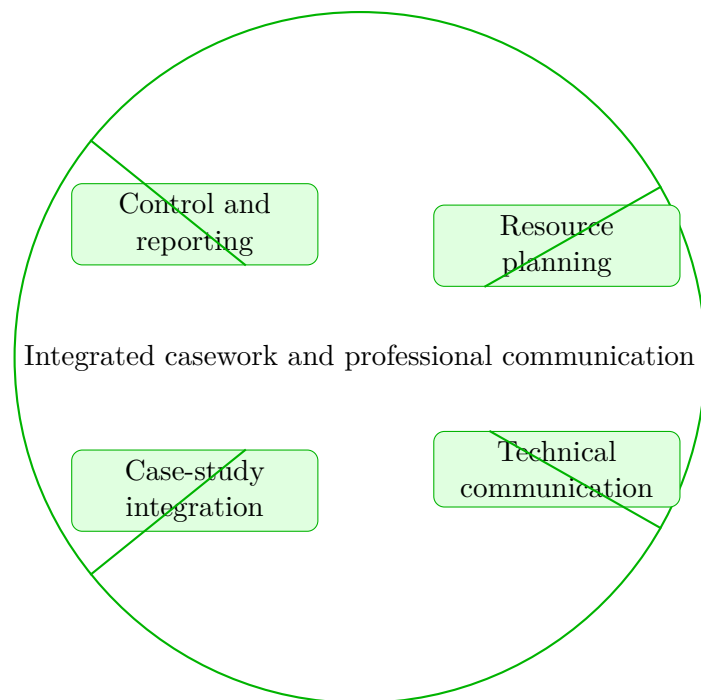 Control and
reporting
Resource
planning
Integrated casework and professional communication
Case-study
integration
Technical
communication